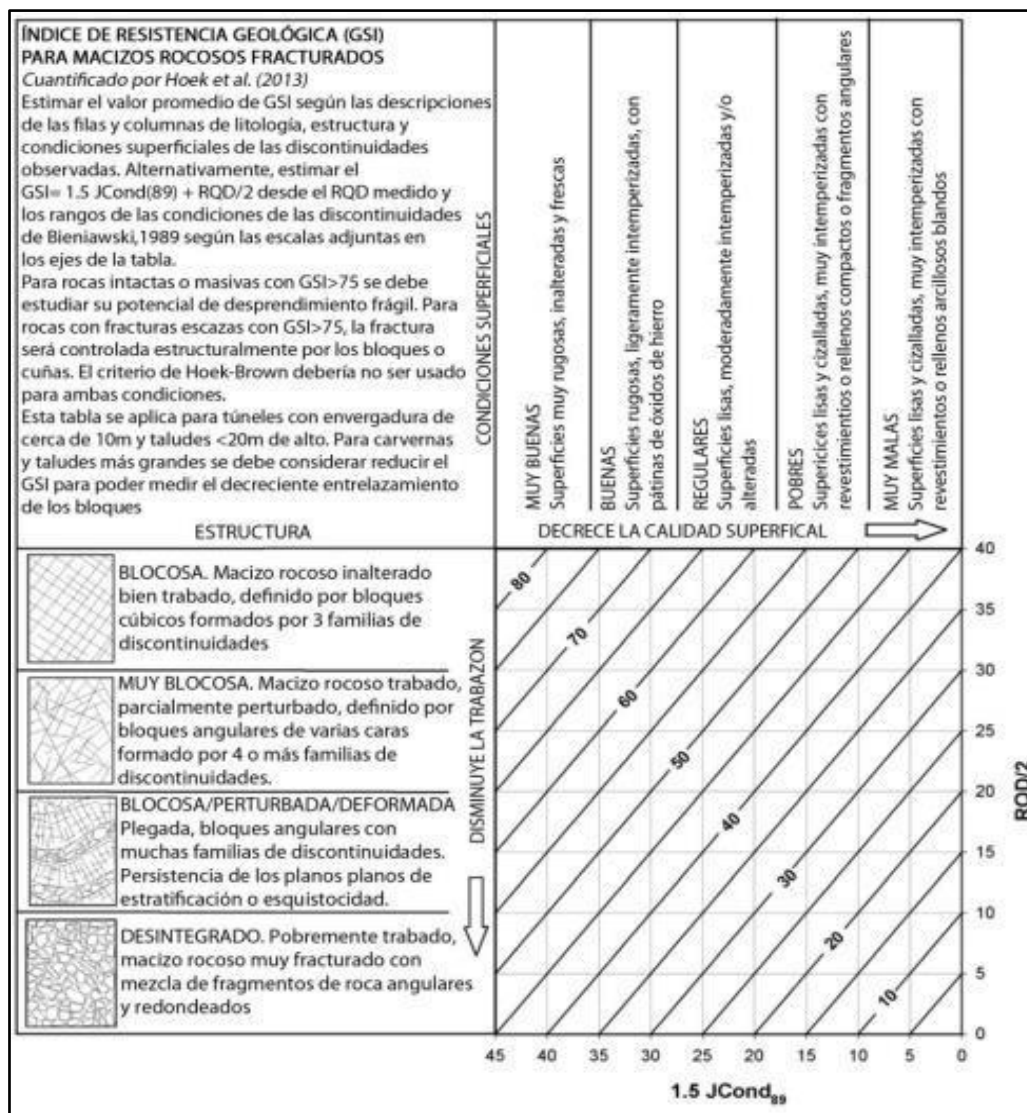 ÍNDICE DE RESISTENCIA GEOLÓGICA (GSI)
PARA MACIZOS ROCOSOS FRACTURADOS
Cuantificado por Hoek et al. (2013)
Estimar el valor promedio de GSI según las descripciones
de las filas y columnas de litología, estructura y
condiciones superficiales de las discontinuidades
observadas. Alternativamente, estimar el
GSI= 1.5 JCond(89) + RQD/2 desde el RQD medido y
los rangos de las condiciones de las discontinuidades
de Bieniawski,1989 según las escalas adjuntas en
los ejes de la tabla.
Para rocas intactas o masivas con GSI>75 se debe
estudiar su potencial de desprendimiento frágil. Para
rocas con fracturas escazas con GSI>75, la fractura
será controlada estructuralmente por los bloques o
cuñas. El criterio de Hoek-Brown debería no ser usado
para ambas condiciones.
Esta tabla se aplica para túneles con envergadura de
cerca de 10m y taludes <20m de alto. Para carvernas
y taludes más grandes se debe considerar reducir el
GSI para poder medir el decreciente entrelazamiento
de los bloques
CONDICIONES SUPERFICIALES
MUY BUENAS
Superficies muy rugosas, inalteradas y frescas
BUENAS
Superficies rugosas, ligeramente intemperizadas, con
pátinas de óxidos de hierro
REGULARES
Superficies lisas, moderadamente intemperizadas y/o
alteradas
POBRES
Supericices lisas y cizalladas, muy intemperizadas con
revestimientios o rellenos compactos o fragmentos angulares
MUY MALAS
Superficies lisas y cizalladas, muy intemperizadas con
revestimientos o rellenos arcillosos blandos
ESTRUCTURA
DECRECE LA CALIDAD SUPERFICAL
BLOCOSA. Macizo rocoso inalterado
bien trabado, definido por bloques
cúbicos formados por 3 familias de
discontinuidades
MUY BLOCOSA. Macizo rocoso trabado,
parcialmente perturbado, definido por
bloques angulares de varias caras
formado por 4 o más familias de
discontinuidades.
BLOCOSA/PERTURBADA/DEFORMADA
Plegada, bloques angulares con
muchas familias de discontinuidades.
Persistencia de los planos planos de
estratificación o esquistocidad.
DESINTEGRADO. Pobremente trabado,
macizo rocoso muy fracturado con
mezcla de fragmentos de roca angulares
y redondeados
DISMINUYE LA TRABAZON
80
70
60
50
40
30
20
10
40
35
30
25
20
15
10
5
0
RQD/2
45 40 35 30 25 20 15 10 5 0
1.5 JCond89